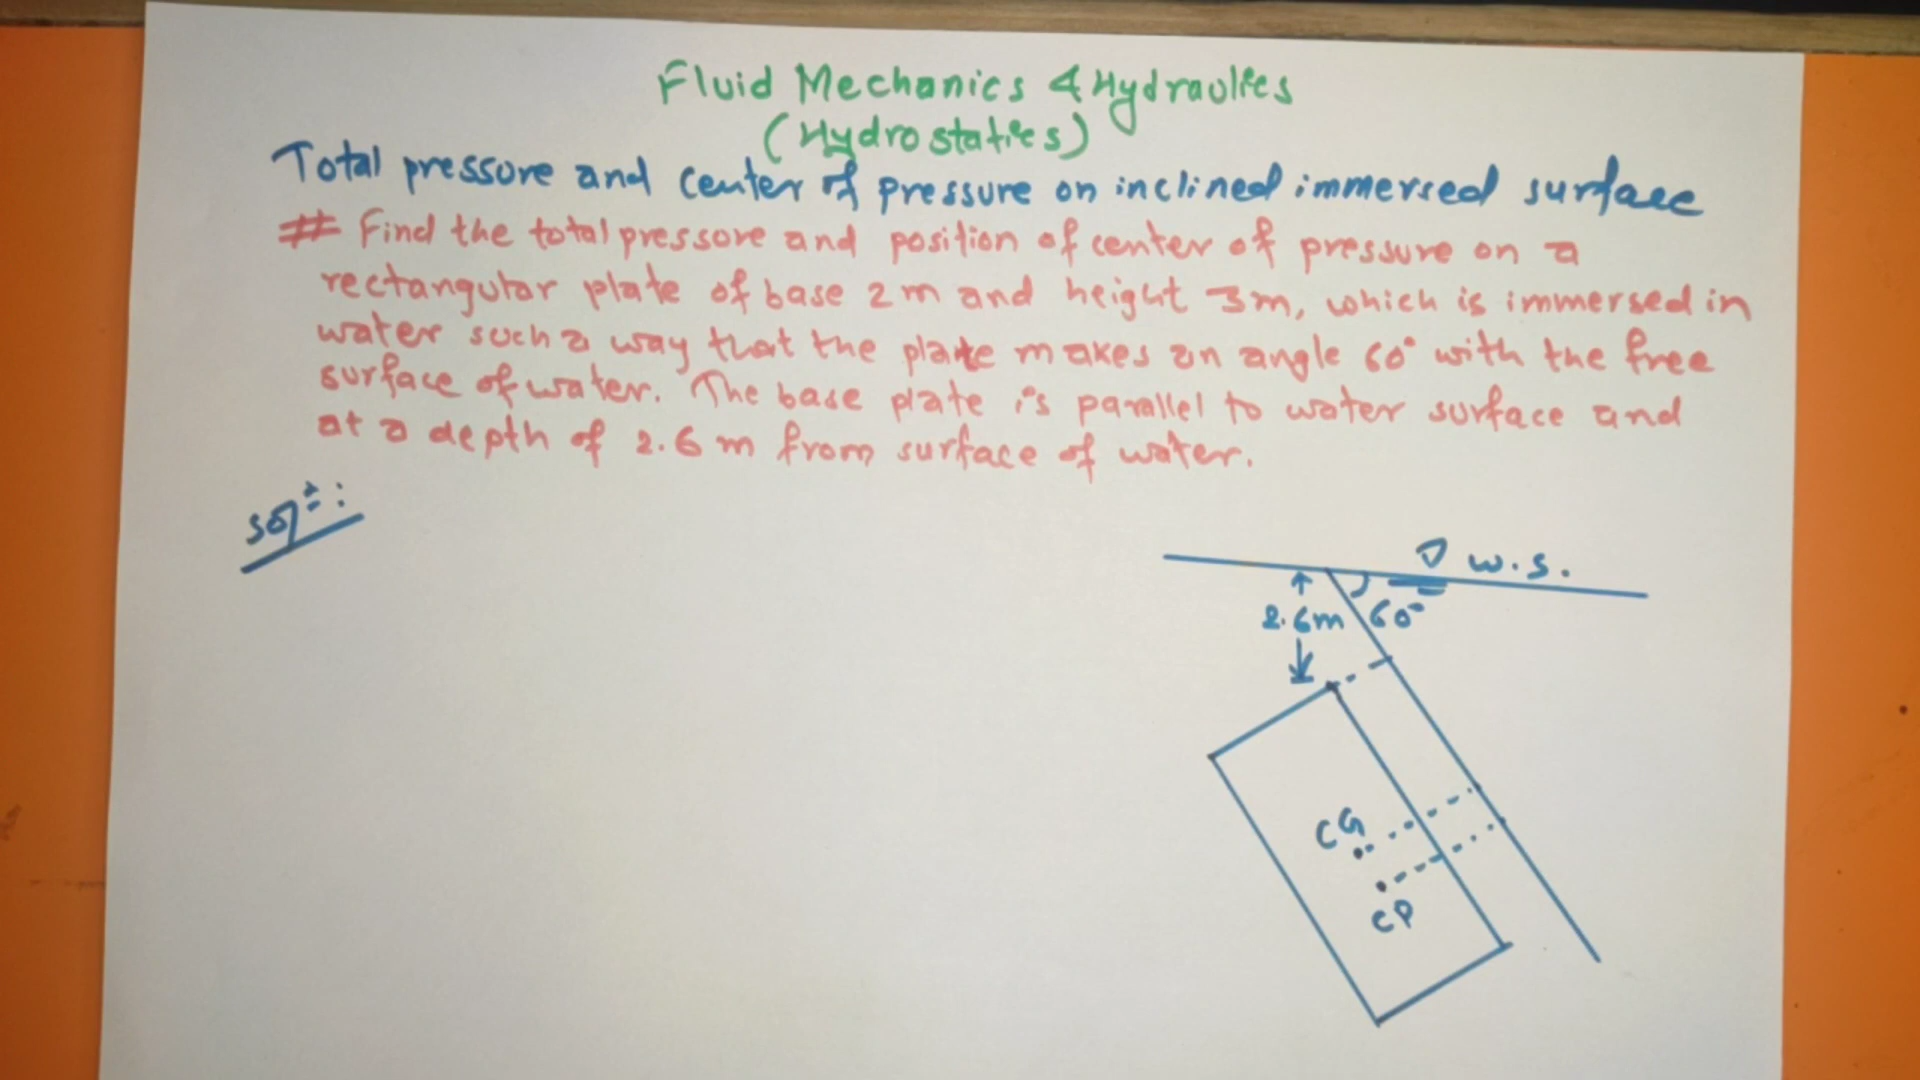 Fluid Mechanics & Hydraulics
(Hydrostatics)
Total pressure and center of pressure on inclined immersed surface
# Find the total pressure and position of center of pressure on a
rectangular plate of base 2m and height 3m, which is immersed in
water such a way that the plate makes an angle 60° with the free
surface of water. The base plate is parallel to water surface and
at a depth of 2.6 m from surface of water.
Solⁿ:
▽ W.S.
2.6m 60°
CG
CP